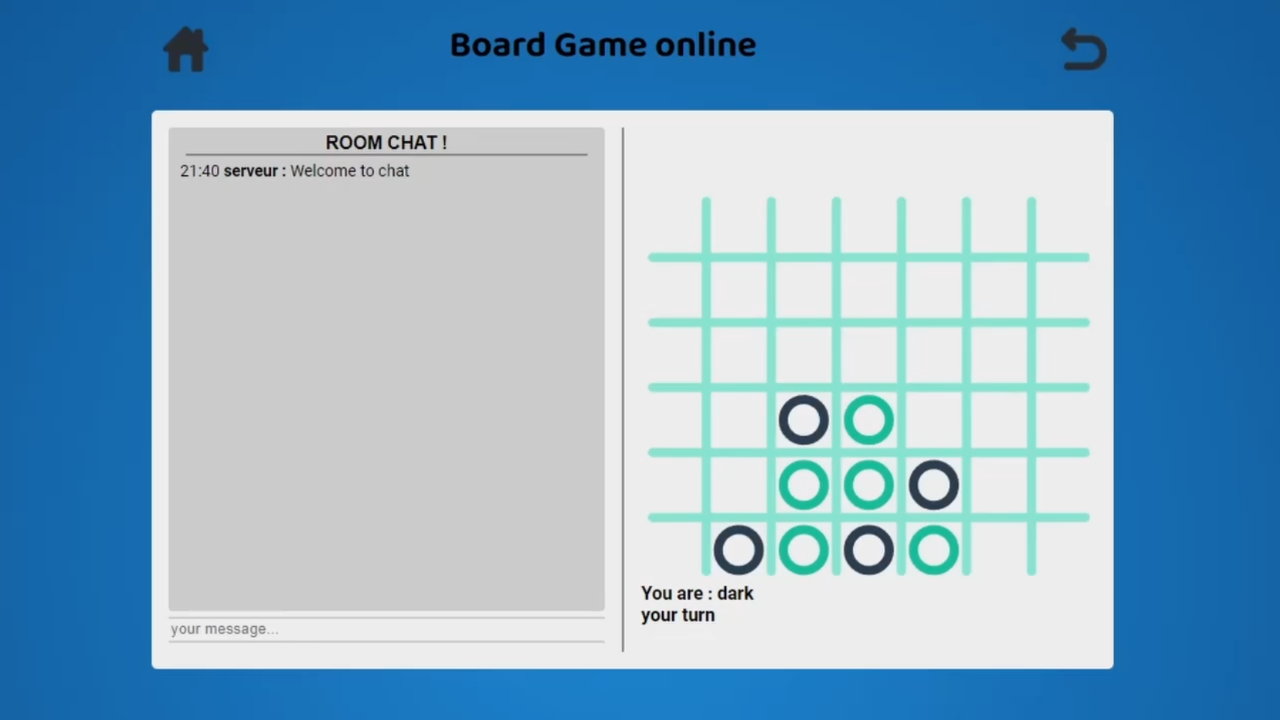 Board Game online
ROOM CHAT !
21:40 serveur : Welcome to chat
your message...
You are : dark
your turn